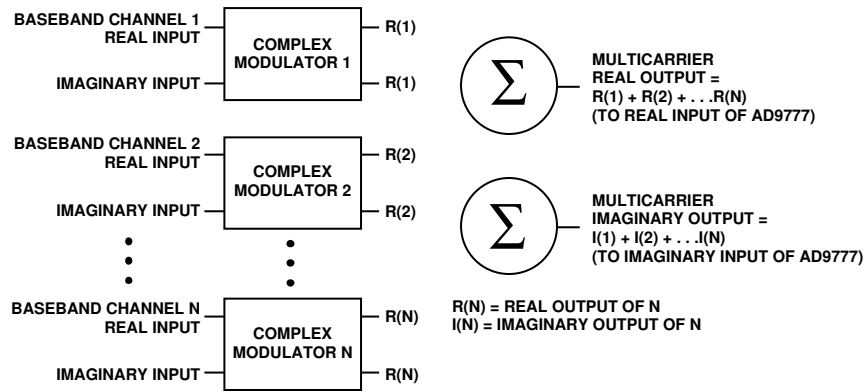 BASEBAND CHANNEL 1
REAL INPUT
IMAGINARY INPUT
COMPLEX
MODULATOR 1
R(1)
R(1)
BASEBAND CHANNEL 2
REAL INPUT
IMAGINARY INPUT
COMPLEX
MODULATOR 2
R(2)
R(2)
BASEBAND CHANNEL N
REAL INPUT
IMAGINARY INPUT
COMPLEX
MODULATOR N
R(N)
R(N)
Σ
MULTICARRIER
REAL OUTPUT =
R(1) + R(2) + . . .R(N)
(TO REAL INPUT OF AD9777)
Σ
MULTICARRIER
IMAGINARY OUTPUT =
I(1) + I(2) + . . .I(N)
(TO IMAGINARY INPUT OF AD9777)
R(N) = REAL OUTPUT OF N
I(N) = IMAGINARY OUTPUT OF N